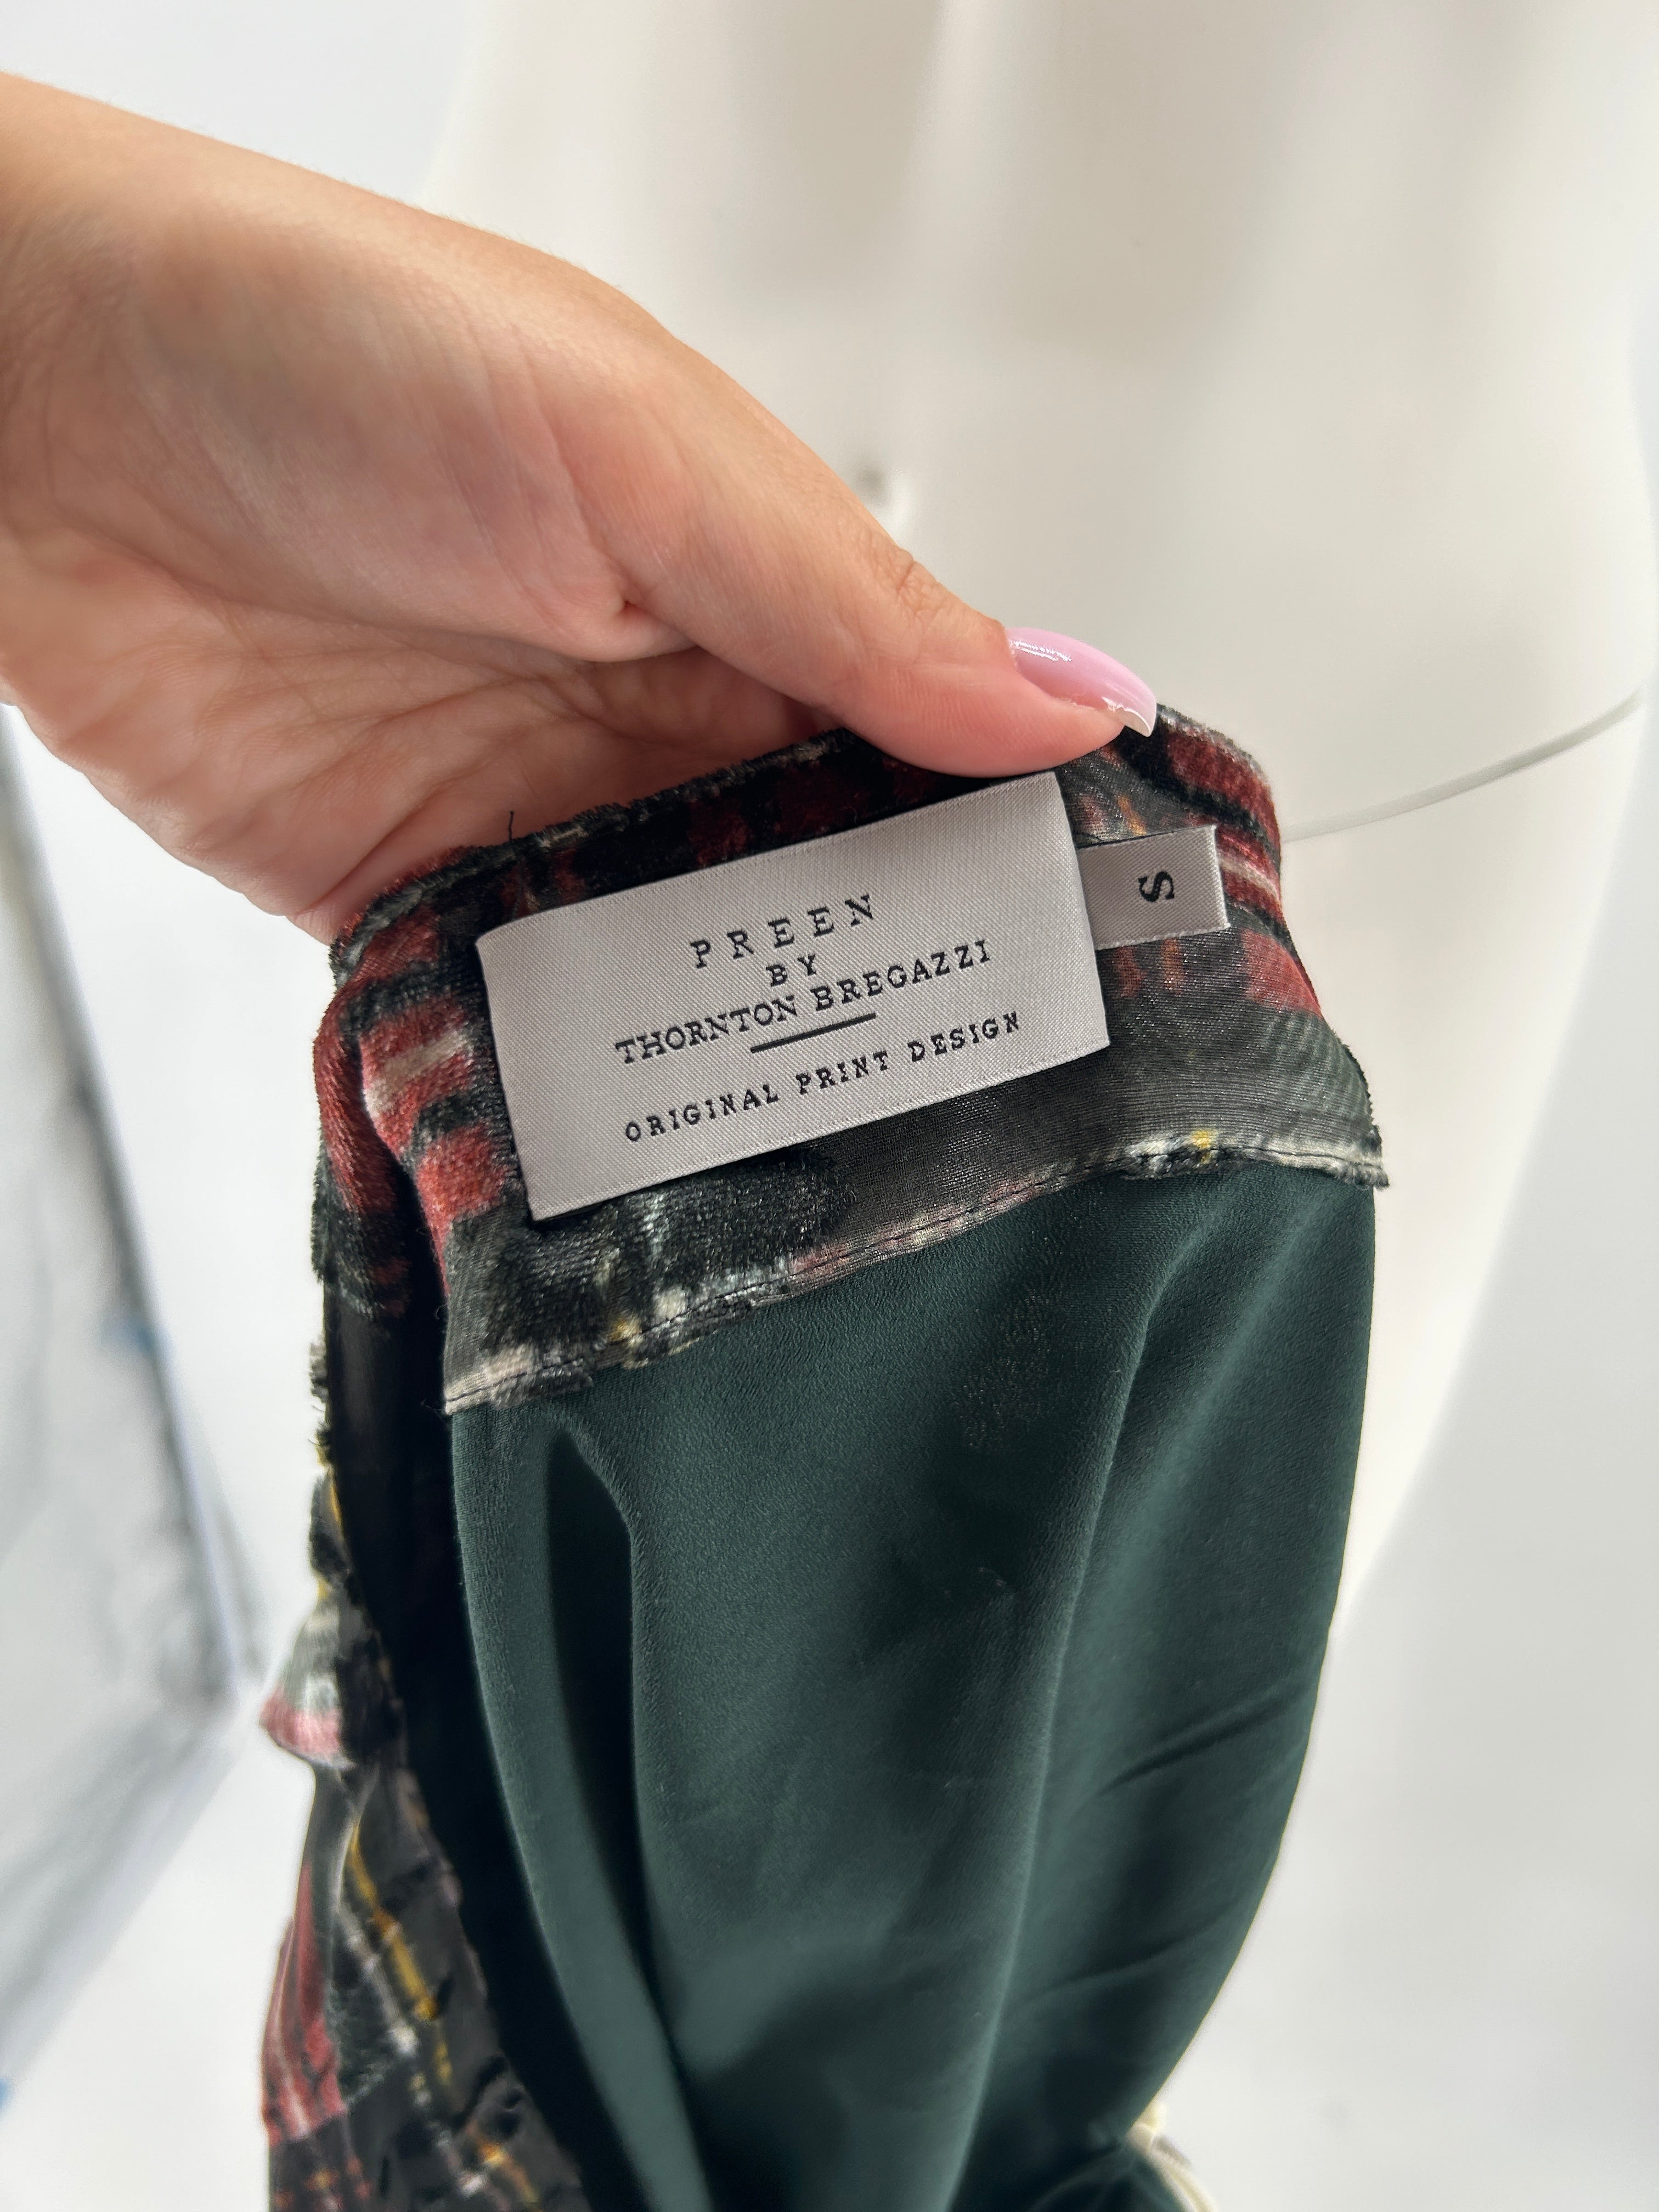 PREEN
BY
THORNTON BREGAZZI
ORIGINAL PRINT DESIGN
S